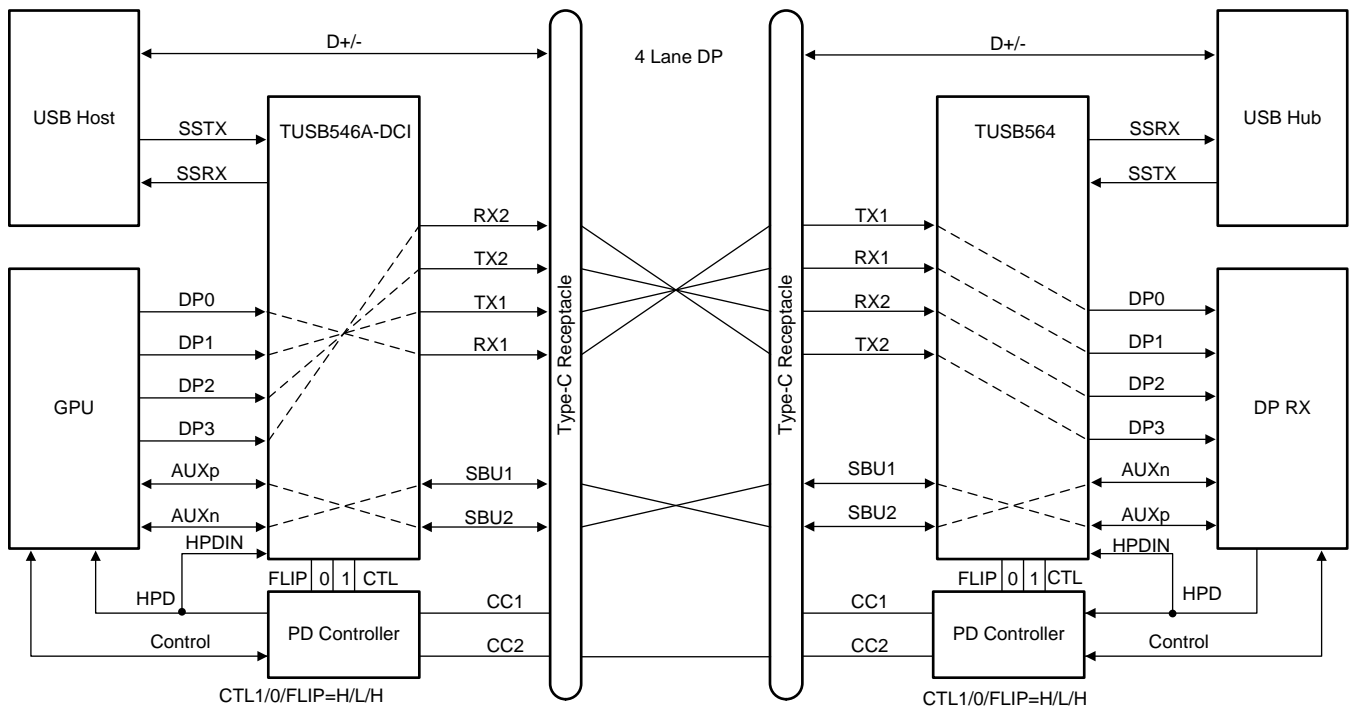 D+/-
4 Lane DP
D+/-
USB Host
SSTX
SSRX
TUSB546A-DCI
TUSB564
SSRX
SSTX
USB Hub
RX2
TX2
TX1
RX1
Type-C Receptacle
Type-C Receptacle
TX1
RX1
RX2
TX2
GPU
DP0
DP1
DP2
DP3
AUXp
AUXn
HPDIN
SBU1
SBU2
SBU1
SBU2
DP0
DP1
DP2
DP3
AUXn
AUXp
HPDIN
DP RX
FLIP 0 1 CTL
HPD
Control
PD Controller
CC1
CC2
CTL1/0/FLIP=H/L/H
FLIP 0 1 CTL
CC1
CC2
PD Controller
HPD
Control
CTL1/0/FLIP=H/L/H